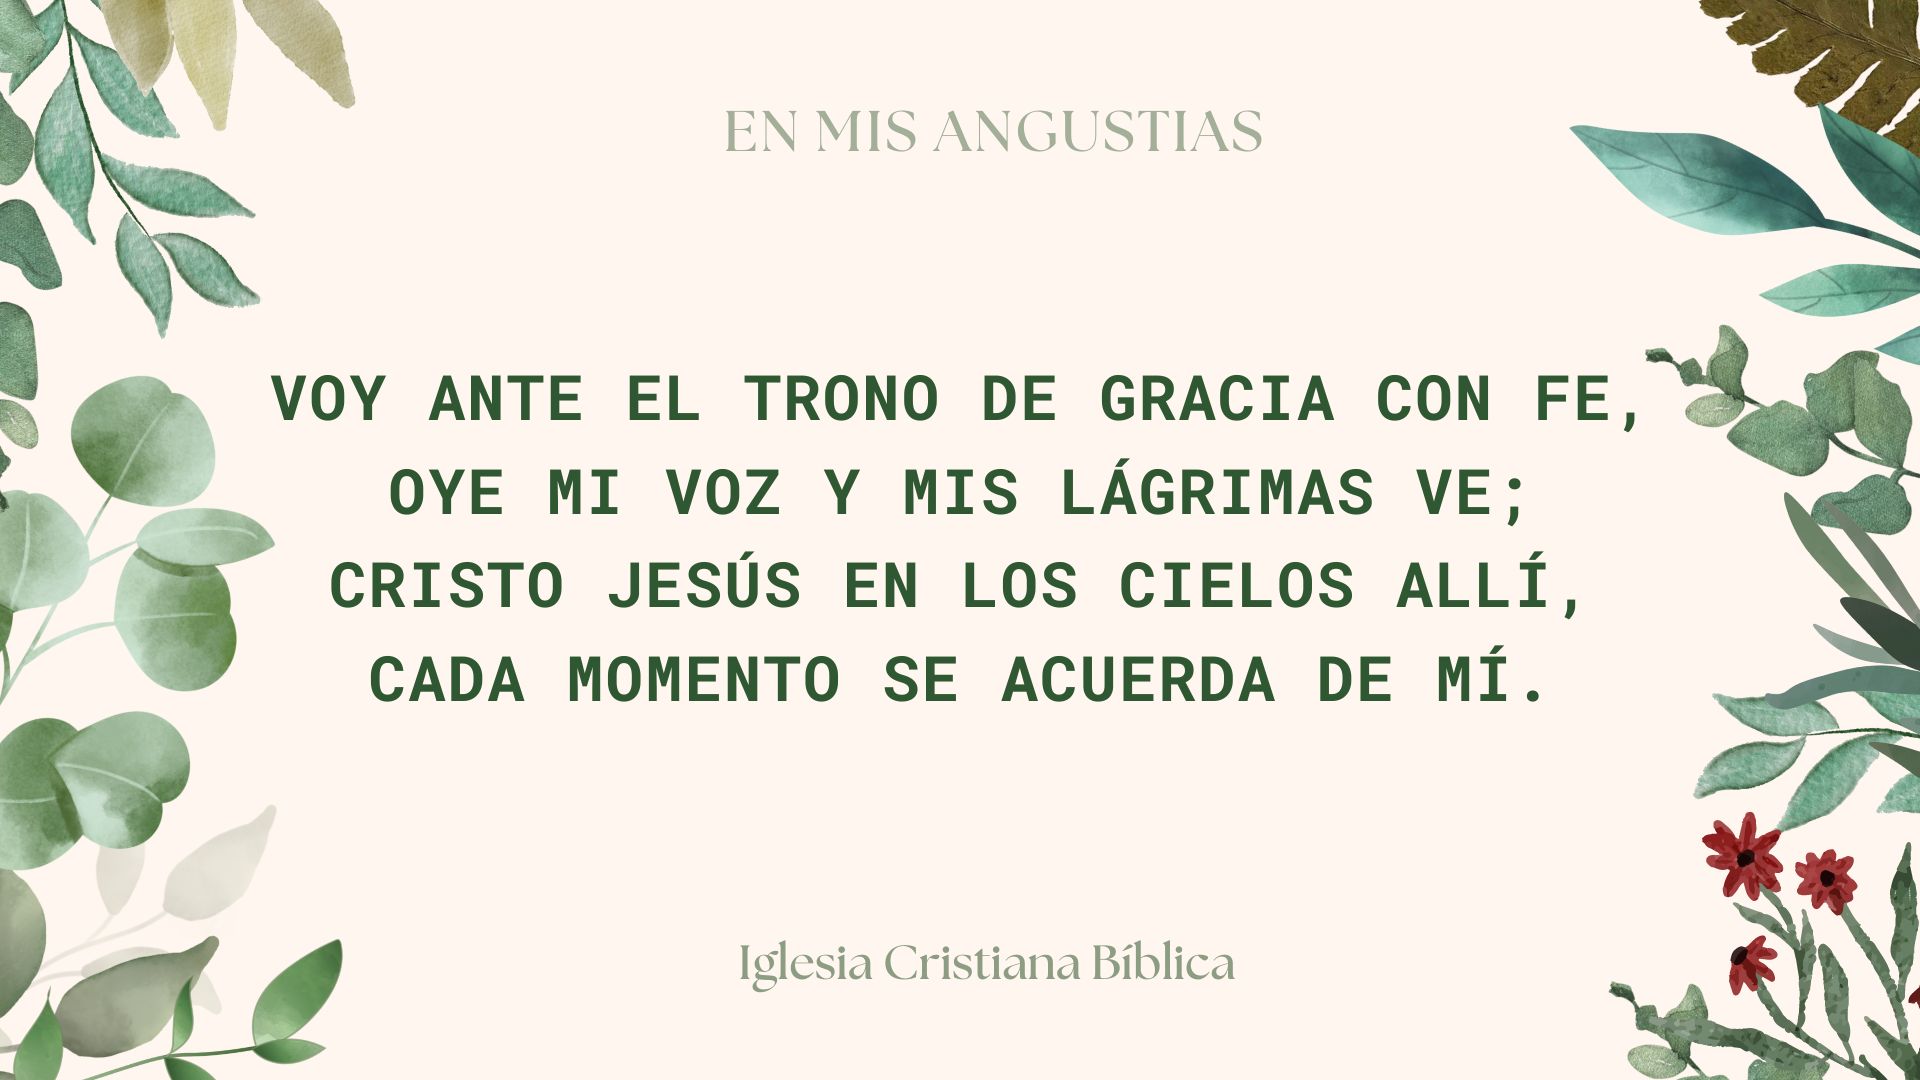 EN MIS ANGUSTIAS
VOY ANTE EL TRONO DE GRACIA CON FE,
OYE MI VOZ Y MIS LÁGRIMAS VE;
CRISTO JESÚS EN LOS CIELOS ALLÍ,
CADA MOMENTO SE ACUERDA DE MÍ.
Iglesia Cristiana Bíblica